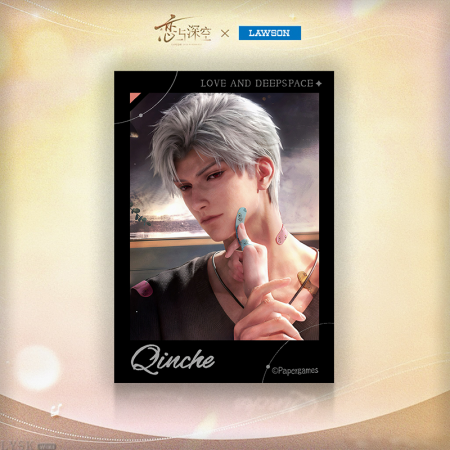 恋与深空 × LAWSON
LOVE AND DEEPSPACE
Qinche
©Papergames